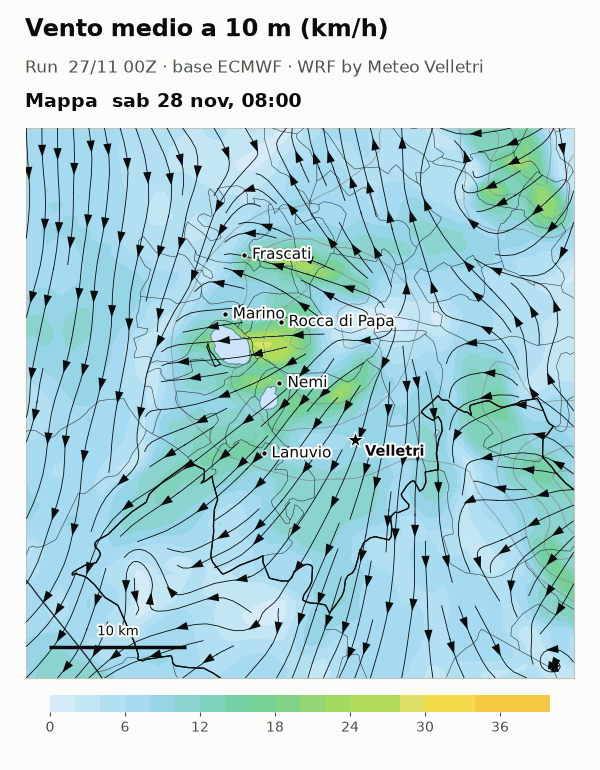 Vento medio a 10 m (km/h)
Run  27/11 00Z · base ECMWF · WRF by Meteo Velletri
Mappa  sab 28 nov, 08:00
Frascati
Marino
Rocca di Papa
Nemi
Velletri
Lanuvio
10 km
0 6 12 18 24 30 36